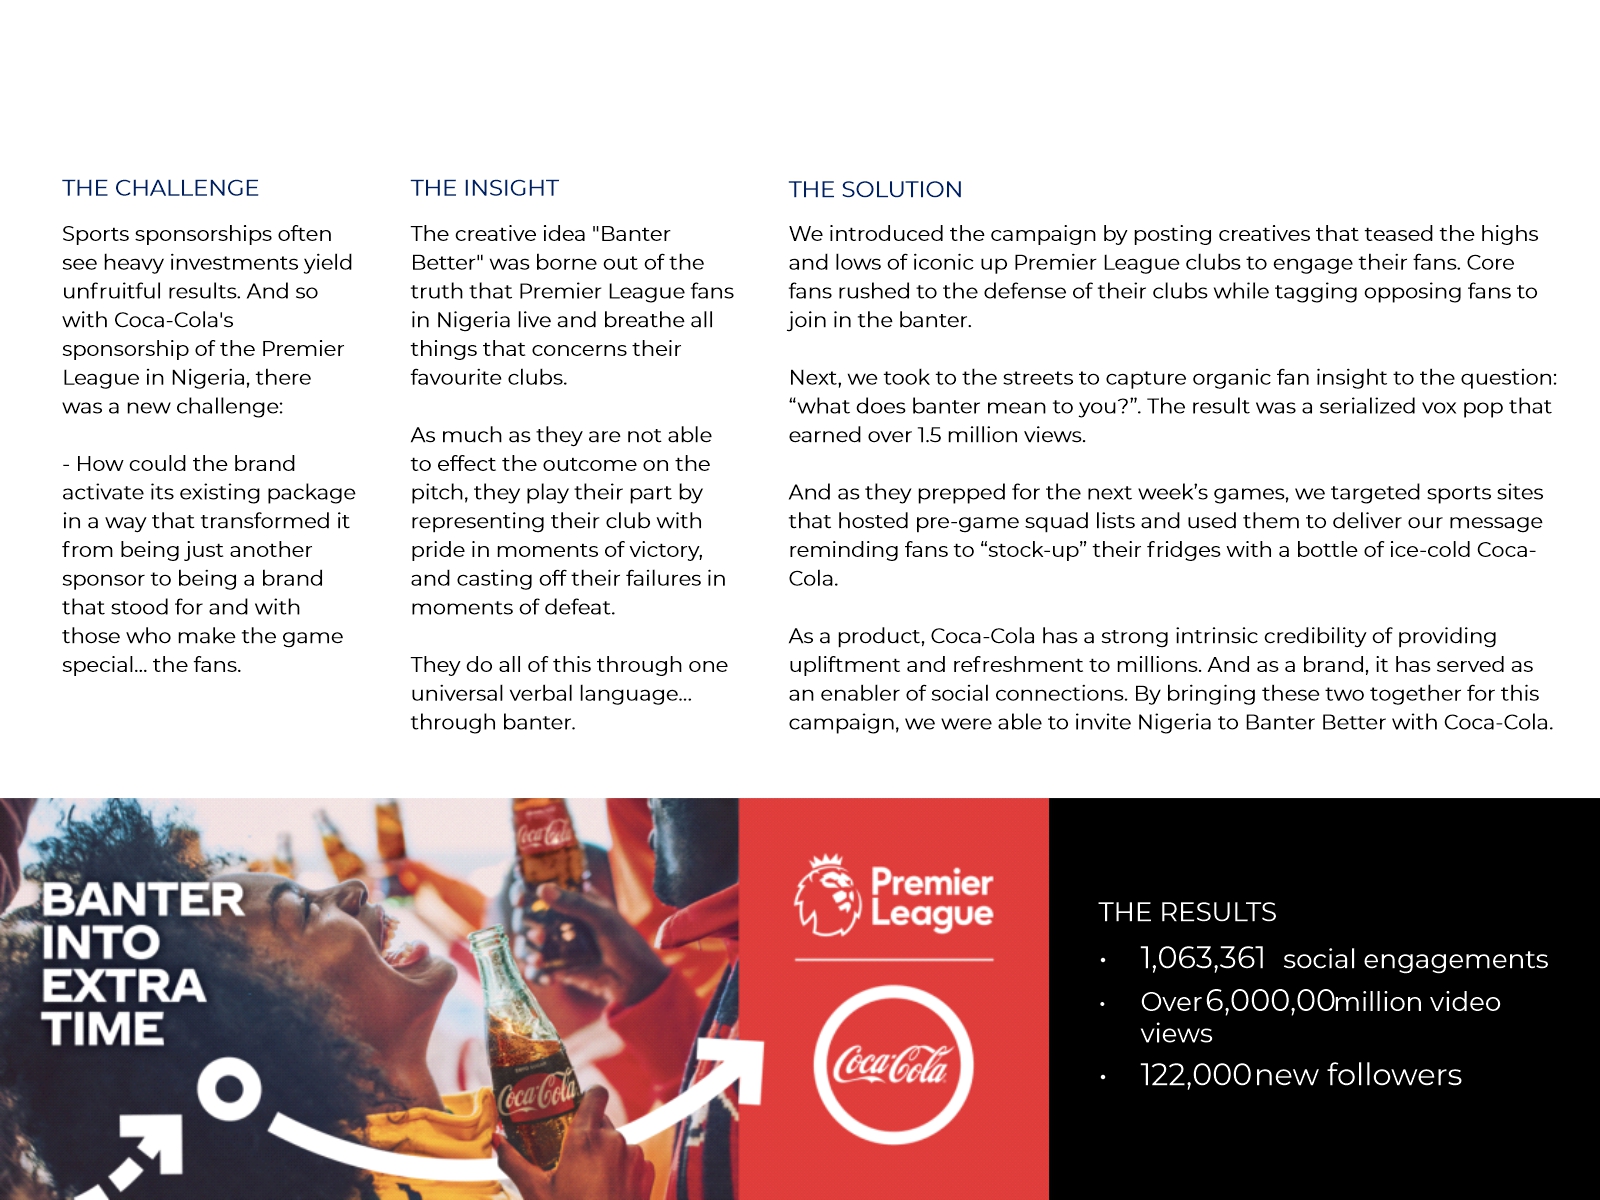 THE CHALLENGE
Sports sponsorships often
see heavy investments yield
unfruitful results. And so
with Coca-Cola's
sponsorship of the Premier
League in Nigeria, there
was a new challenge:
- How could the brand
activate its existing package
in a way that transformed it
from being just another
sponsor to being a brand
that stood for and with
those who make the game
special... the fans.
THE INSIGHT
The creative idea "Banter
Better" was borne out of the
truth that Premier League fans
in Nigeria live and breathe all
things that concerns their
favourite clubs.
As much as they are not able
to effect the outcome on the
pitch, they play their part by
representing their club with
pride in moments of victory,
and casting off their failures in
moments of defeat.
They do all of this through one
universal verbal language...
through banter.
THE SOLUTION
We introduced the campaign by posting creatives that teased the highs
and lows of iconic up Premier League clubs to engage their fans. Core
fans rushed to the defense of their clubs while tagging opposing fans to
join in the banter.
Next, we took to the streets to capture organic fan insight to the question:
“what does banter mean to you?”. The result was a serialized vox pop that
earned over 1.5 million views.
And as they prepped for the next week’s games, we targeted sports sites
that hosted pre-game squad lists and used them to deliver our message
reminding fans to “stock-up” their fridges with a bottle of ice-cold Coca-
Cola.
As a product, Coca-Cola has a strong intrinsic credibility of providing
upliftment and refreshment to millions. And as a brand, it has served as
an enabler of social connections. By bringing these two together for this
campaign, we were able to invite Nigeria to Banter Better with Coca-Cola.
BANTER
INTO
EXTRA
TIME
Coca-Cola
Coca-Cola
Premier
League
Coca-Cola
THE RESULTS
• 1,063,361 social engagements
• Over 6,000,00million video
views
• 122,000 new followers